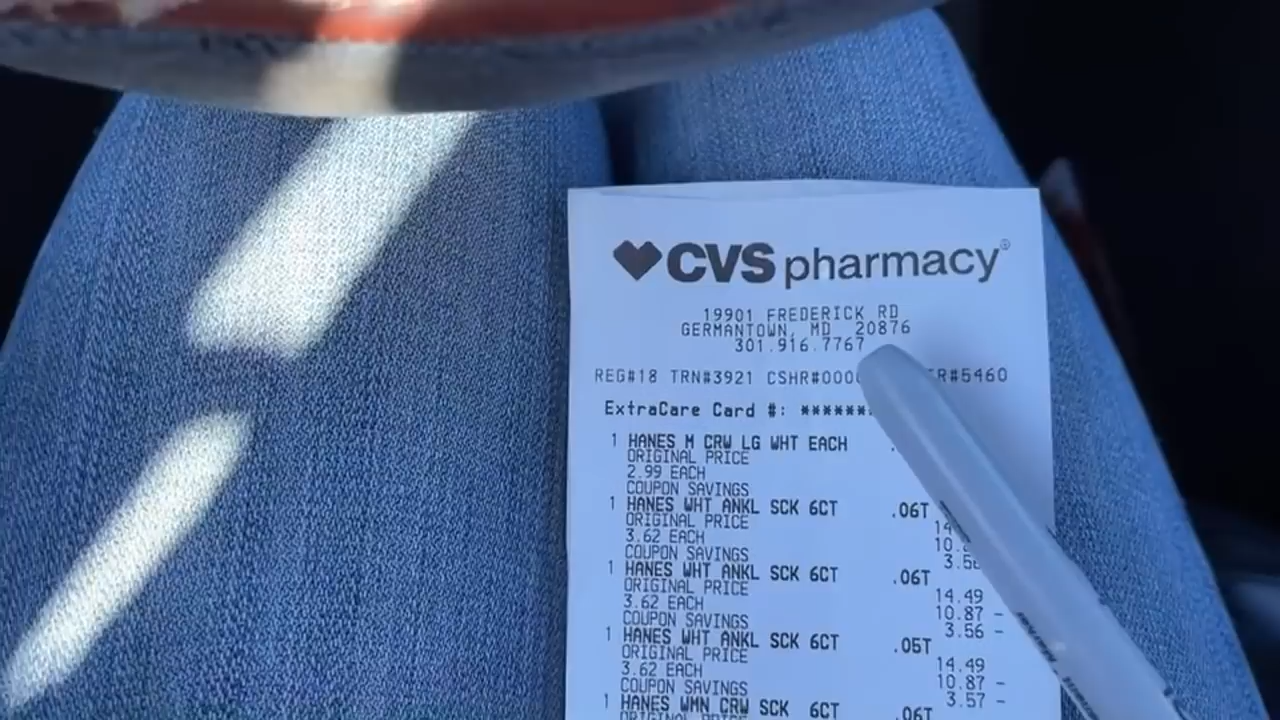 CVS pharmacy®
19901 FREDERICK RD
GERMANTOWN, MD 20876
301.916.7767
REG#18 TRN#3921 CSHR#000 R#5460
ExtraCare Card #: ******
1 HANES M CRW LG WHT EACH
ORIGINAL PRICE
2.99 EACH
COUPON SAVINGS
1 HANES WHT ANKL SCK 6CT .06T
ORIGINAL PRICE
3.62 EACH
COUPON SAVINGS 3.56
1 HANES WHT ANKL SCK 6CT .06T
ORIGINAL PRICE 14.49
3.62 EACH 10.87 -
COUPON SAVINGS 3.56 -
1 HANES WHT ANKL SCK 6CT .05T
ORIGINAL PRICE 14.49
3.62 EACH 10.87 -
COUPON SAVINGS 3.57 -
1 HANES WMN CRW SCK 6CT .06T
ORIGINAL PRICE